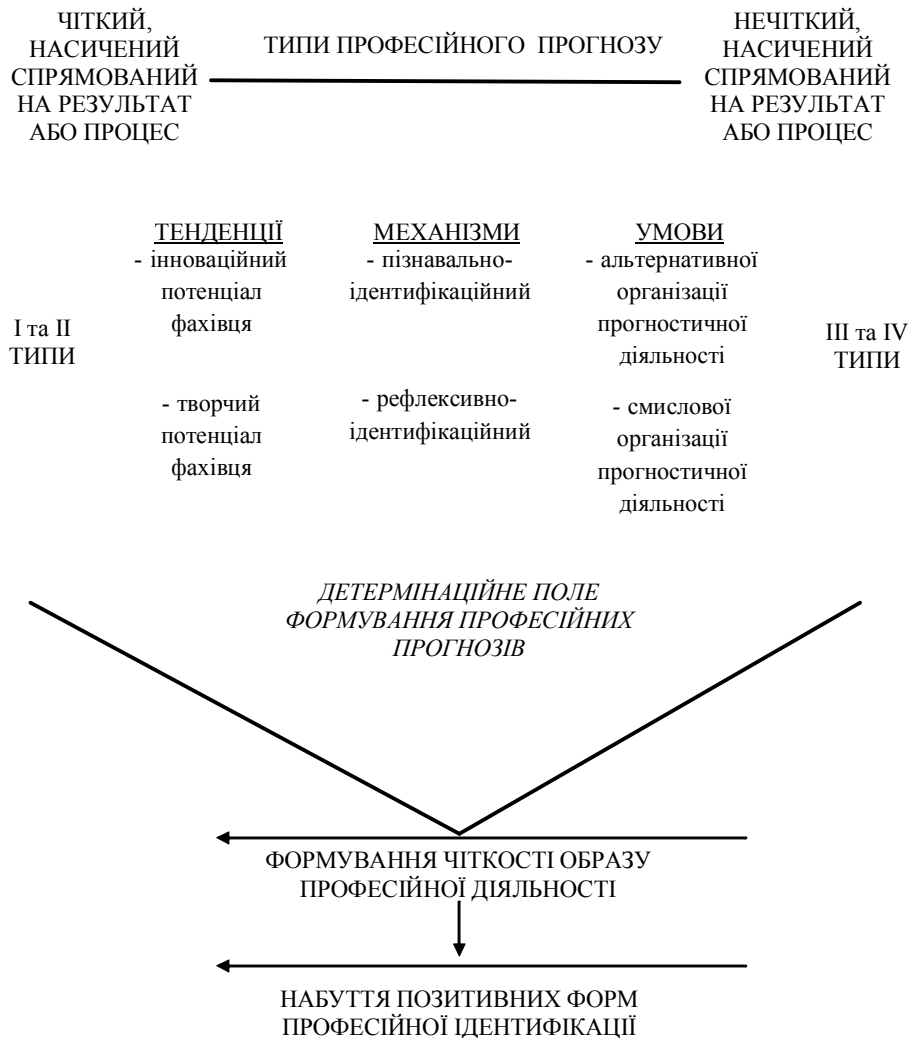 ЧІТКИЙ,
НАСИЧЕНИЙ
СПРЯМОВАНИЙ
НА РЕЗУЛЬТАТ
АБО ПРОЦЕС
ТИПИ ПРОФЕСІЙНОГО ПРОГНОЗУ
НЕЧІТКИЙ,
НАСИЧЕНИЙ
СПРЯМОВАНИЙ
НА РЕЗУЛЬТАТ
АБО ПРОЦЕС
І та ІІ
ТИПИ
ТЕНДЕНЦІЇ
- інноваційний
потенціал
фахівця
- творчий
потенціал
фахівця
МЕХАНІЗМИ
- пізнавально-
ідентифікаційний
- рефлексивно-
ідентифікаційний
УМОВИ
- альтернативної
організації
прогностичної
діяльності
- смислової
організації
прогностичної
діяльності
ІІІ та IV
ТИПИ
ДЕТЕРМІНАЦІЙНЕ ПОЛЕ
ФОРМУВАННЯ ПРОФЕСІЙНИХ
ПРОГНОЗІВ
ФОРМУВАННЯ ЧІТКОСТІ ОБРАЗУ
ПРОФЕСІЙНОЇ ДІЯЛЬНОСТІ
НАБУТТЯ ПОЗИТИВНИХ ФОРМ
ПРОФЕСІЙНОЇ ІДЕНТИФІКАЦІЇ